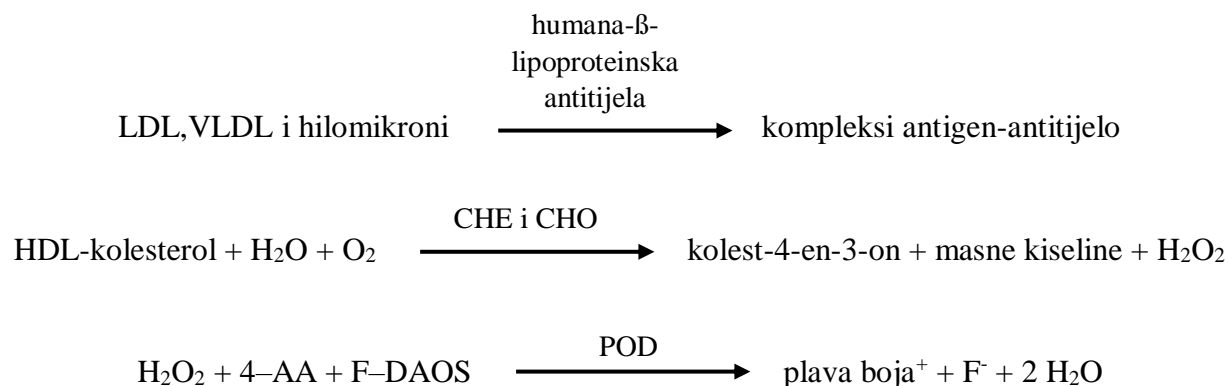 humana-ß-
lipoproteinska
antitijela
LDL,VLDL i hilomikroni kompleksi antigen-antitijelo
CHE i CHO
HDL-kolesterol + H₂O + O₂ kolest-4-en-3-on + masne kiseline + H₂O₂
POD
H₂O₂ + 4–AA + F–DAOS plava boja⁺ + F⁻ + 2 H₂O